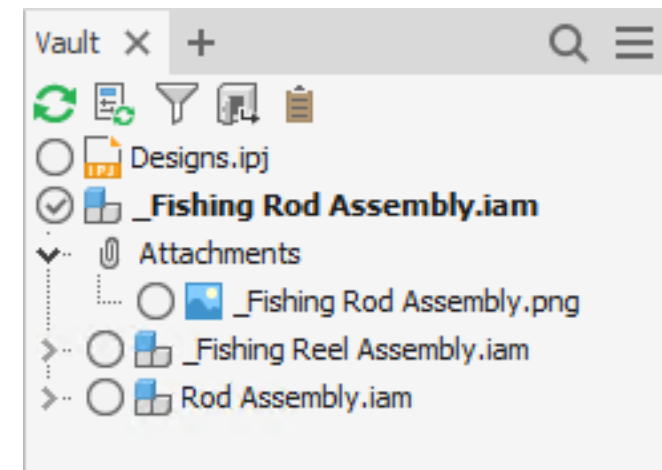 Vault
Designs.ipj
_Fishing Rod Assembly.iam
Attachments
_Fishing Rod Assembly.png
_Fishing Reel Assembly.iam
Rod Assembly.iam